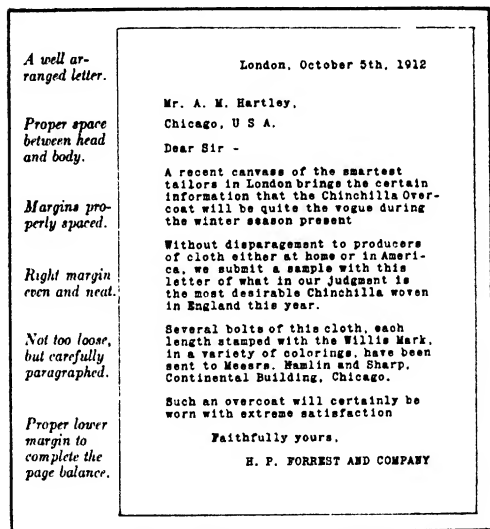 A well ar-
ranged letter.
Proper space
between head
and body.
Margins pro-
perly spaced.
Right margin
even and neat.
Not too loose,
but carefully
paragraphed.
Proper lower
margin to
complete the
page balance.
London, October 5th, 1912
Mr. A. M. Hartley,
Chicago, U S A.
Dear Sir -
A recent canvass of the smartest
tailors in London brings the certain
information that the Chinchilla Over-
coat will be quite the vogue during
the winter season present
Without disparagement to producers
of cloth either at home or in Ameri-
ca, we submit a sample with this
letter of what in our judgment is
the most desirable Chinchilla woven
in England this year.
Several bolts of this cloth, each
length stamped with the Willis Mark,
in a variety of colorings, have been
sent to Messrs. Hamlin and Sharp,
Continental Building, Chicago.
Such an overcoat will certainly be
worn with extreme satisfaction
Faithfully yours,
H. P. FORREST AND COMPANY